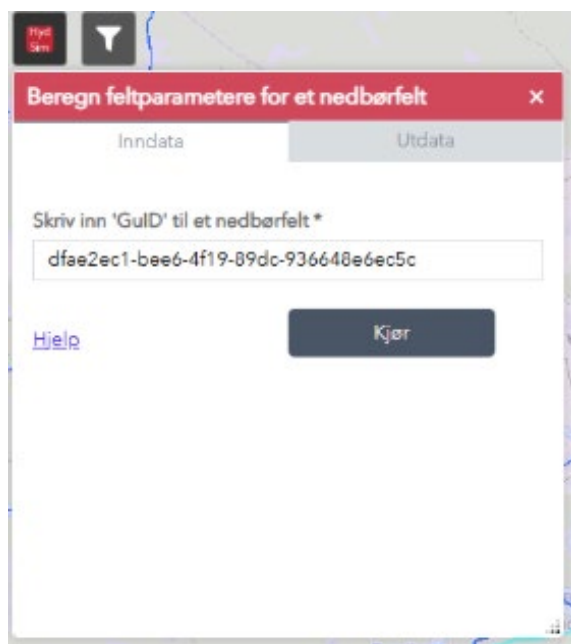 Hyd
Sim
Beregn feltparametere for et nedbørfelt ×
Inndata Utdata
Skriv inn 'GuID' til et nedbørfelt *
dfae2ec1-bee6-4f19-89dc-936648e6ec5c
Hjelp Kjør